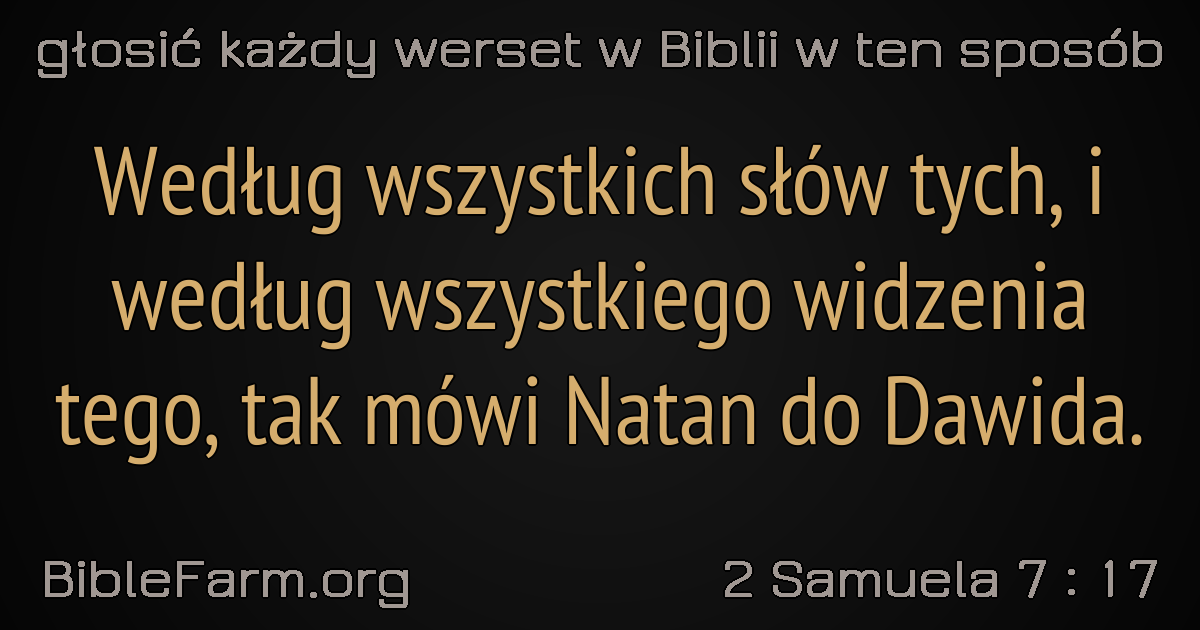 głosić każdy werset w Biblii w ten sposób
Według wszystkich słów tych, i
według wszystkiego widzenia
tego, tak mówi Natan do Dawida.
BibleFarm.org
2 Samuela 7 : 17